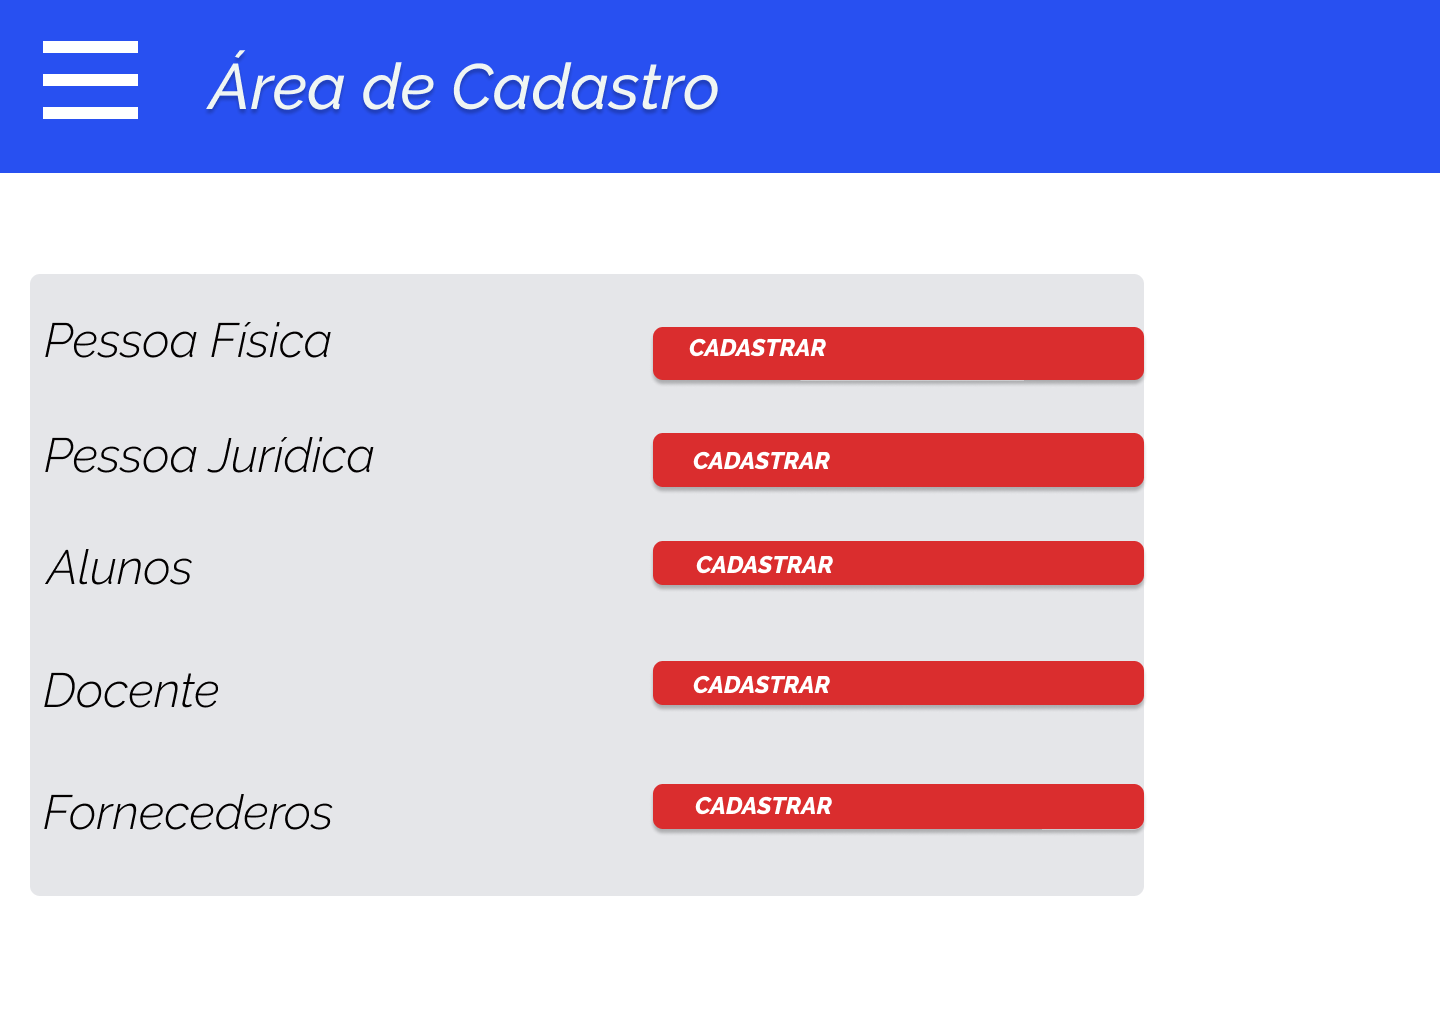 Área de Cadastro
Pessoa Física
CADASTRAR
Pessoa Jurídica
CADASTRAR
Alunos
CADASTRAR
Docente
CADASTRAR
Fornecederos
CADASTRAR